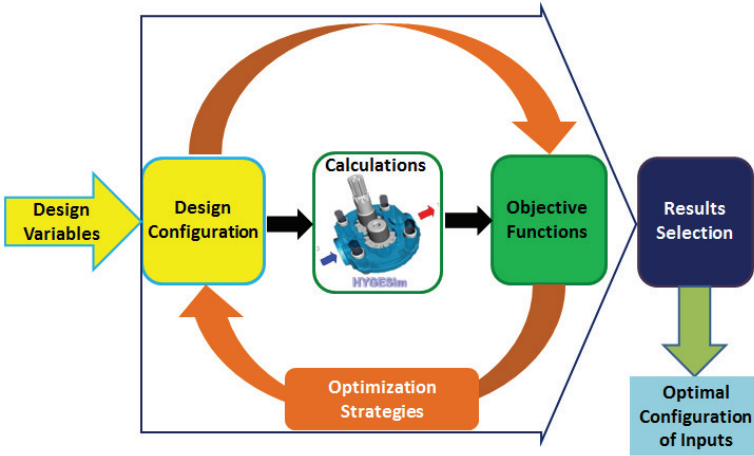 Design
Variables
Design
Configuration
Calculations
HYGESim
Objective
Functions
Results
Selection
Optimization
Strategies
Optimal
Configuration
of Inputs